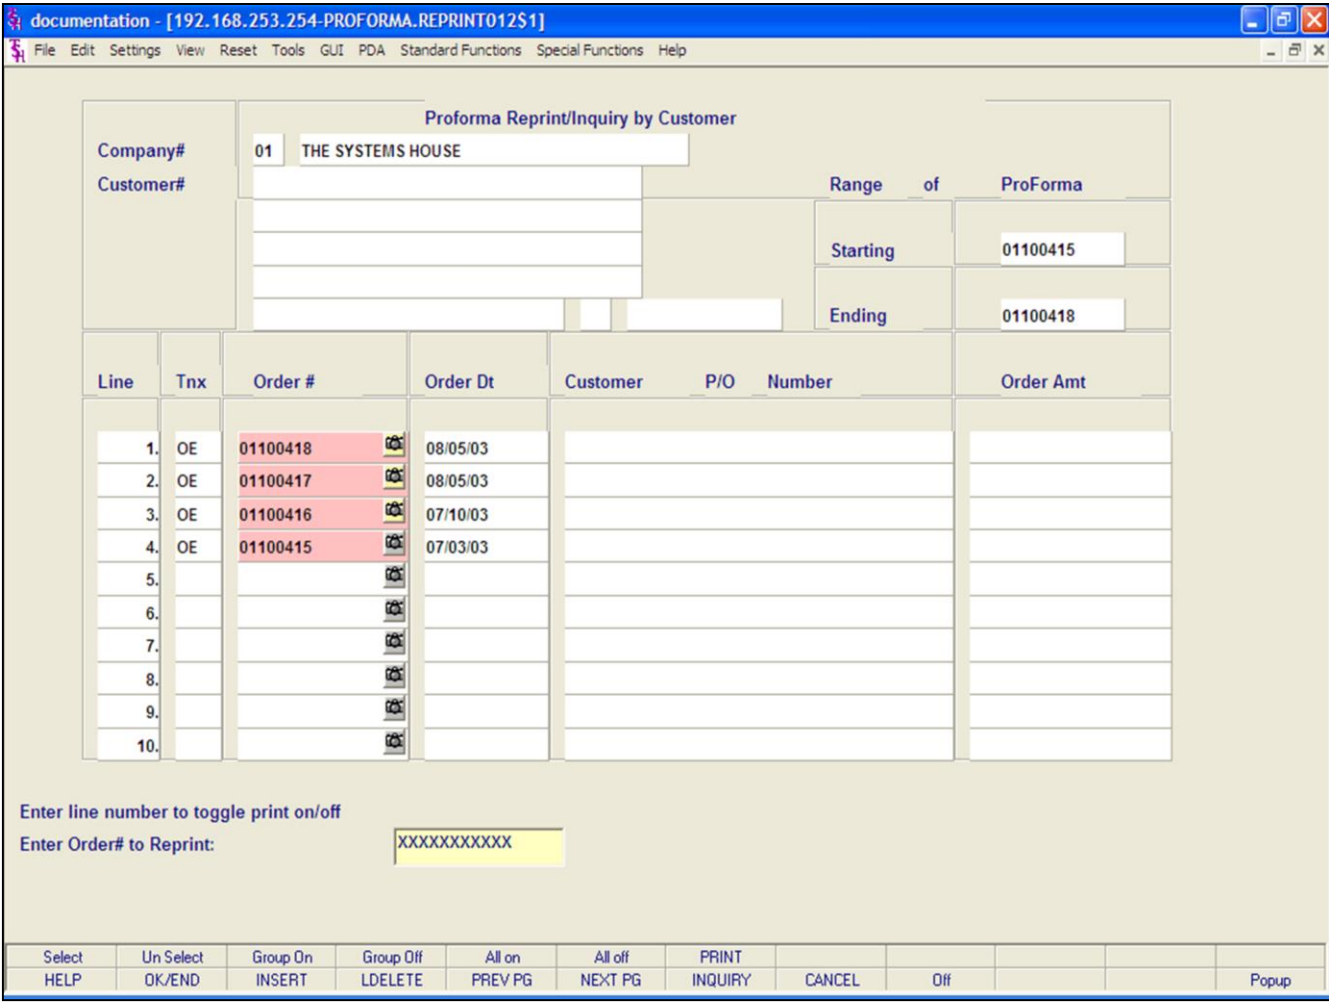 documentation - [192.168.253.254-PROFORMA.REPRINT012$1]
File Edit Settings View Reset Tools GUI PDA Standard Functions Special Functions Help
Proforma Reprint/Inquiry by Customer
Company# 01 THE SYSTEMS HOUSE
Customer# Range of ProForma
Starting 01100415
Ending 01100418
Line Tnx Order # Order Dt Customer P/O Number Order Amt
1. OE 01100418 08/05/03
2. OE 01100417 08/05/03
3. OE 01100416 07/10/03
4. OE 01100415 07/03/03
5.
6.
7.
8.
9.
10.
Enter line number to toggle print on/off
Enter Order# to Reprint: XXXXXXXXXXX
Select Un Select Group On Group Off All on All off PRINT
HELP OK/END INSERT LDELETE PREV PG NEXT PG INQUIRY CANCEL Off Popup